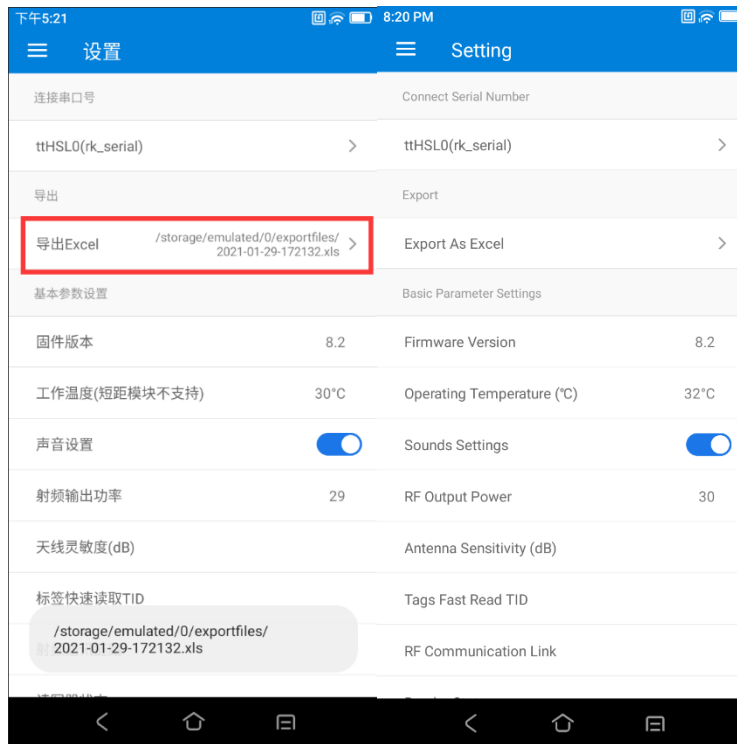 下午5:21
设置
连接串口号
ttHSL0(rk_serial)
导出
导出Excel
/storage/emulated/0/exportfiles/
2021-01-29-172132.xls
基本参数设置
固件版本 8.2
工作温度(短距模块不支持) 30°C
声音设置
射频输出功率 29
天线灵敏度(dB)
标签快速读取TID
/storage/emulated/0/exportfiles/
2021-01-29-172132.xls
8:20 PM
Setting
Connect Serial Number
ttHSL0(rk_serial)
Export
Export As Excel
Basic Parameter Settings
Firmware Version 8.2
Operating Temperature (℃) 32°C
Sounds Settings
RF Output Power 30
Antenna Sensitivity (dB)
Tags Fast Read TID
RF Communication Link